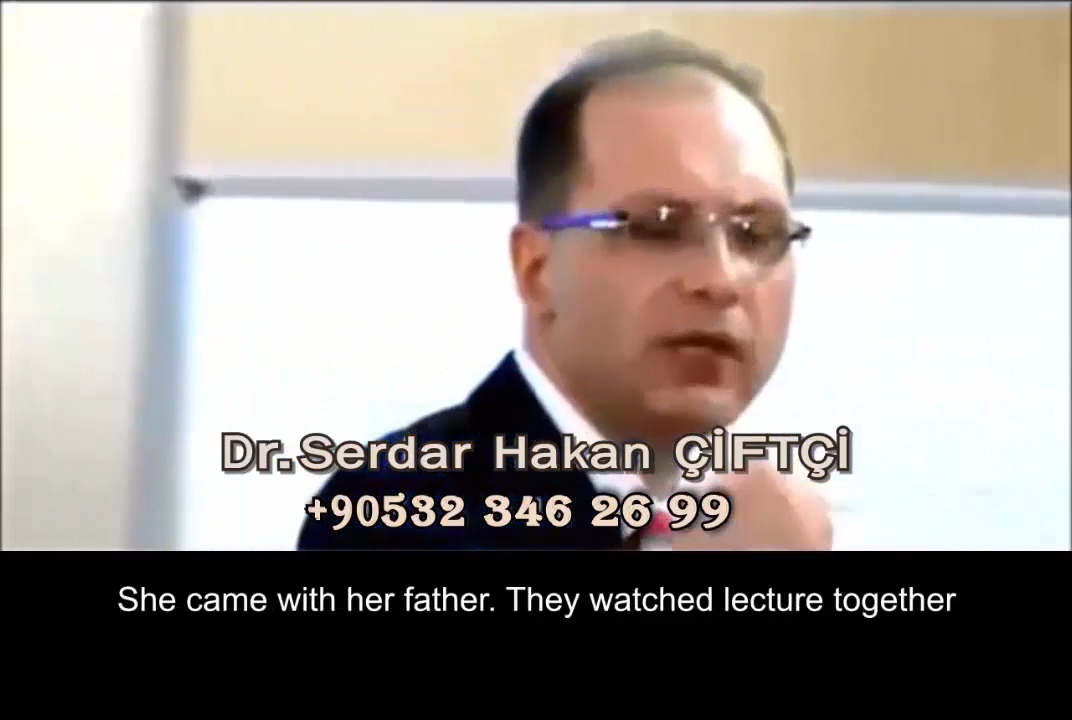 Dr.Serdar Hakan ÇİFTÇİ
+90532 346 26 99
She came with her father. They watched lecture together